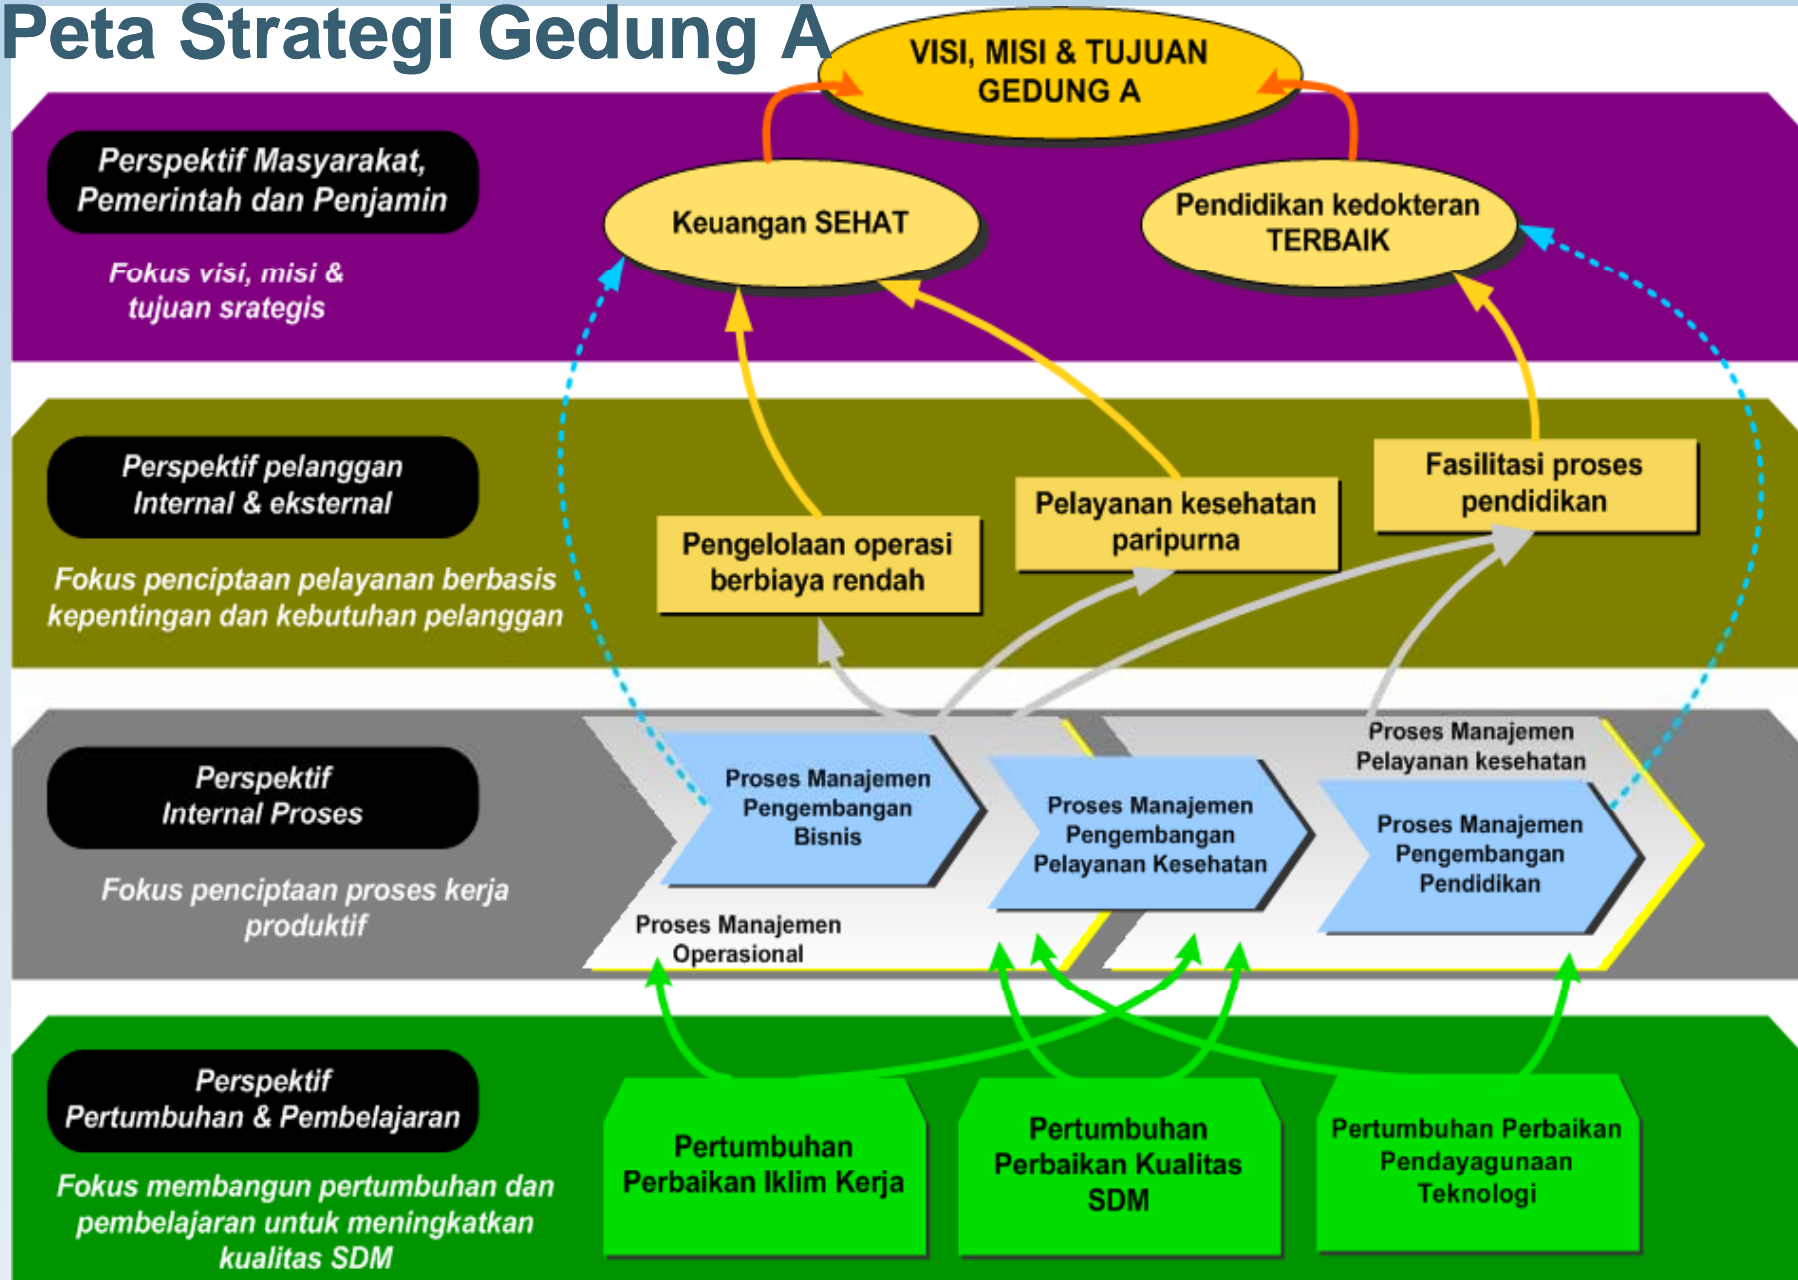 Peta Strategi Gedung A
VISI, MISI & TUJUAN
GEDUNG A
Perspektif Masyarakat,
Pemerintah dan Penjamin
Fokus visi, misi &
tujuan srategis
Keuangan SEHAT
Pendidikan kedokteran
TERBAIK
Perspektif pelanggan
Internal & eksternal
Fokus penciptaan pelayanan berbasis
kepentingan dan kebutuhan pelanggan
Pengelolaan operasi
berbiaya rendah
Pelayanan kesehatan
paripurna
Fasilitasi proses
pendidikan
Perspektif
Internal Proses
Fokus penciptaan proses kerja
produktif
Proses Manajemen
Pengembangan
Bisnis
Proses Manajemen
Operasional
Proses Manajemen
Pengembangan
Pelayanan Kesehatan
Proses Manajemen
Pelayanan kesehatan
Proses Manajemen
Pengembangan
Pendidikan
Perspektif
Pertumbuhan & Pembelajaran
Fokus membangun pertumbuhan dan
pembelajaran untuk meningkatkan
kualitas SDM
Pertumbuhan
Perbaikan Iklim Kerja
Pertumbuhan
Perbaikan Kualitas
SDM
Pertumbuhan Perbaikan
Pendayagunaan
Teknologi